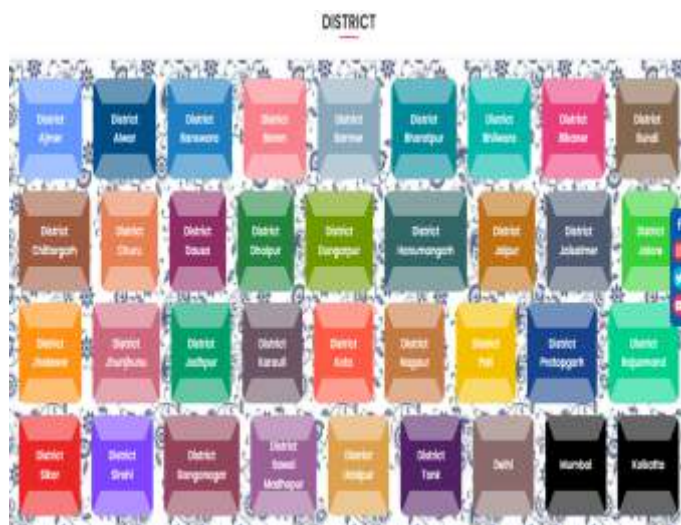 DISTRICT
District
Ajmer
District
Alwar
District
Banswara
District
Baran
District
Barmer
District
Bharatpur
District
Bhilwara
District
Bikaner
District
Bundi
District
Chittorgarh
District
Churu
District
Dausa
District
Dholpur
District
Dungarpur
District
Hanumangarh
District
Jaipur
District
Jaisalmer
District
Jalore
District
Jhalawar
District
Jhunjhunu
District
Jodhpur
District
Karauli
District
Kota
District
Nagaur
District
Pali
District
Pratapgarh
District
Rajsamand
District
Sikar
District
Sirohi
District
Ganganagar
District
Sawai
Madhopur
District
Udaipur
District
Tonk
Delhi
Mumbai
Kolkatta